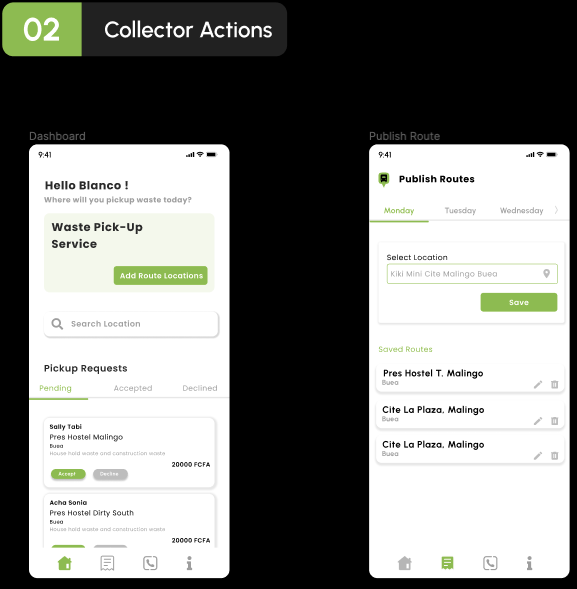 02
Collector Actions
Dashboard
9:41
Hello Blanco !
Where will you pickup waste today?
Waste Pick-Up
Service
Add Route Locations
Search Location
Pickup Requests
Pending Accepted Declined
Sally Tabi
Pres Hostel Malingo
Buea
House hold waste and construction waste
20000 FCFA
Accept Decline
Acha Sonia
Pres Hostel Dirty South
Buea
House hold waste and construction waste
20000 FCFA
Publish Route
9:41
Publish Routes
Monday Tuesday Wednesday
Select Location
Kiki Mini Cite Malingo Buea
Save
Saved Routes
Pres Hostel T. Malingo
Buea
Cite La Plaza, Malingo
Buea
Cite La Plaza, Malingo
Buea